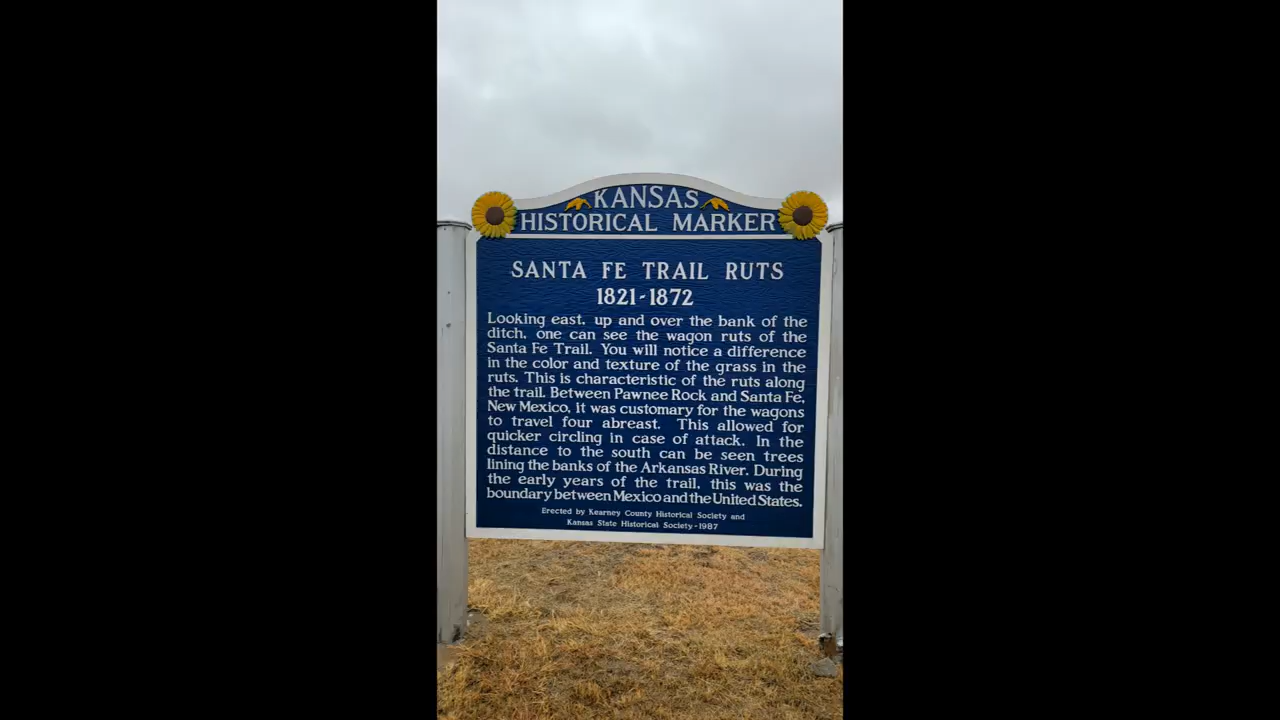 KANSAS
HISTORICAL MARKER
SANTA FE TRAIL RUTS
1821-1872
Looking east, up and over the bank of the
ditch, one can see the wagon ruts of the
Santa Fe Trail. You will notice a difference
in the color and texture of the grass in the
ruts. This is characteristic of the ruts along
the trail. Between Pawnee Rock and Santa Fe,
New Mexico, it was customary for the wagons
to travel four abreast. This allowed for
quicker circling in case of attack. In the
distance to the south can be seen trees
lining the banks of the Arkansas River. During
the early years of the trail, this was the
boundary between Mexico and the United States.
Erected by Kearney County Historical Society and
Kansas State Historical Society-1987